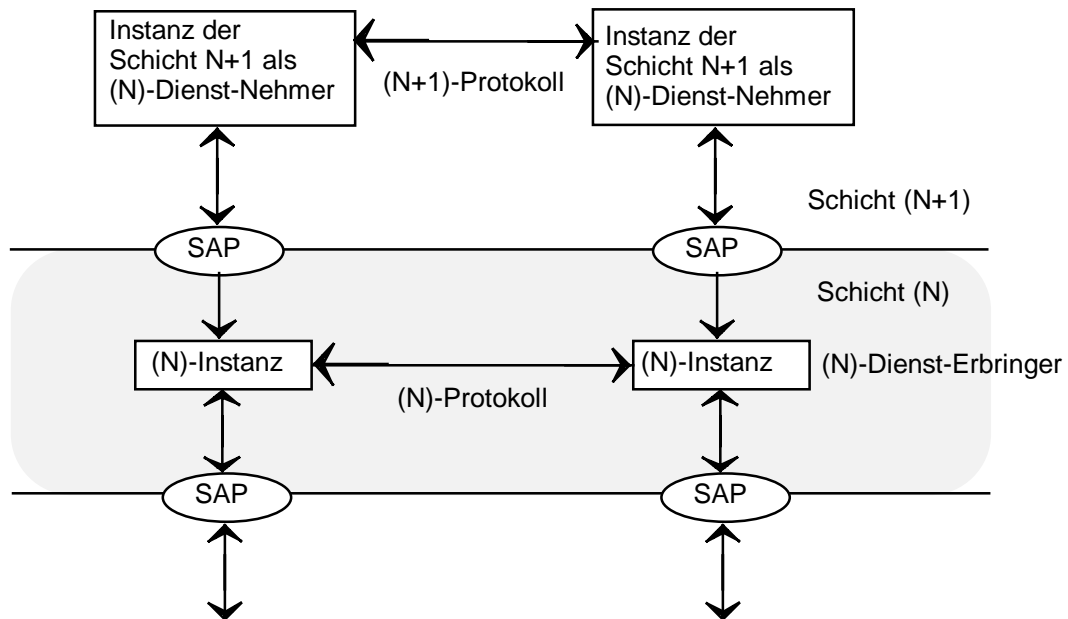 Instanz der
Schicht N+1 als
(N)-Dienst-Nehmer
(N+1)-Protokoll
Instanz der
Schicht N+1 als
(N)-Dienst-Nehmer
Schicht (N+1)
SAP
SAP
Schicht (N)
(N)-Instanz
(N)-Protokoll
(N)-Instanz
(N)-Dienst-Erbringer
SAP
SAP